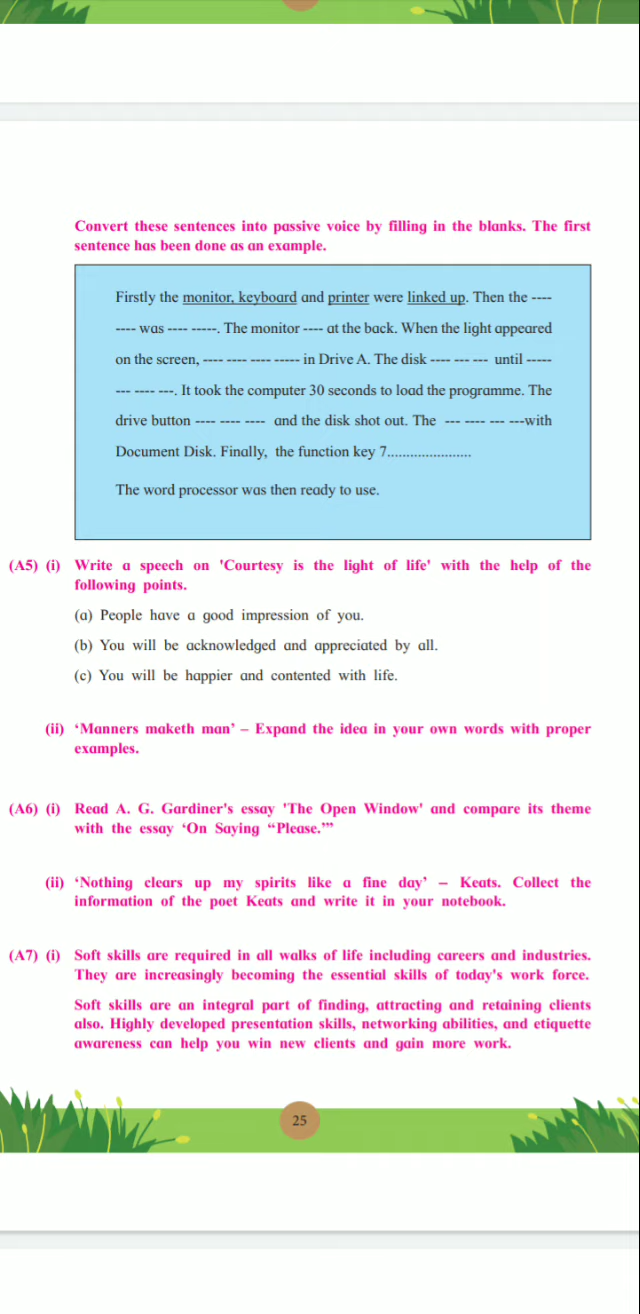 Convert these sentences into passive voice by filling in the blanks. The first
sentence has been done as an example.
Firstly the monitor, keyboard and printer were linked up. Then the ----
---- was ---- -----. The monitor ---- at the back. When the light appeared
on the screen, ---- ---- ---- ----- in Drive A. The disk ---- --- --- until -----
--- ---- ---. It took the computer 30 seconds to load the programme. The
drive button ---- ---- ---- and the disk shot out. The --- ---- --- ---with
Document Disk. Finally, the function key 7......................
The word processor was then ready to use.
(A5) (i) Write a speech on 'Courtesy is the light of life' with the help of the
following points.
(a) People have a good impression of you.
(b) You will be acknowledged and appreciated by all.
(c) You will be happier and contented with life.
(ii) ‘Manners maketh man’ – Expand the idea in your own words with proper
examples.
(A6) (i) Read A. G. Gardiner's essay 'The Open Window' and compare its theme
with the essay ‘On Saying “Please.”’
(ii) ‘Nothing clears up my spirits like a fine day’ – Keats. Collect the
information of the poet Keats and write it in your notebook.
(A7) (i) Soft skills are required in all walks of life including careers and industries.
They are increasingly becoming the essential skills of today's work force.
Soft skills are an integral part of finding, attracting and retaining clients
also. Highly developed presentation skills, networking abilities, and etiquette
awareness can help you win new clients and gain more work.
25